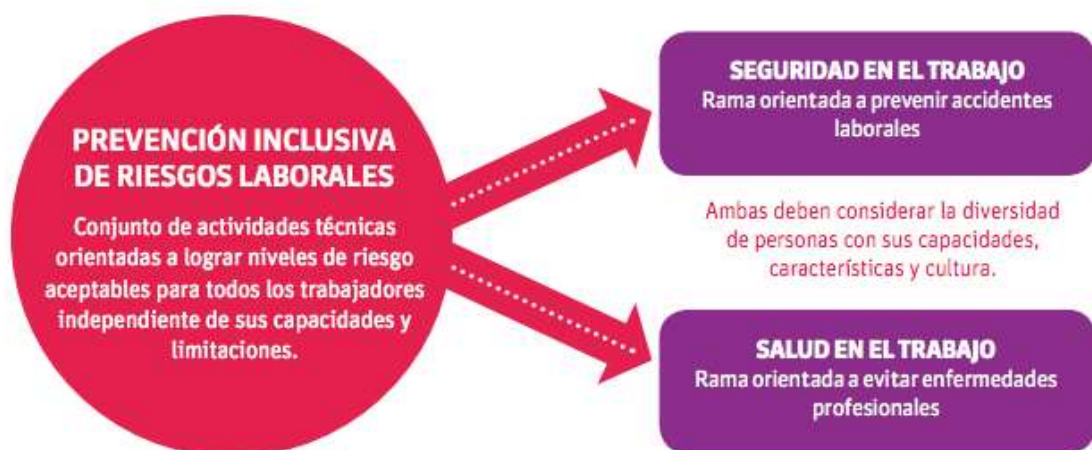 PREVENCIÓN INCLUSIVA
DE RIESGOS LABORALES
Conjunto de actividades técnicas
orientadas a lograr niveles de riesgo
aceptables para todos los trabajadores
independiente de sus capacidades y
limitaciones.
SEGURIDAD EN EL TRABAJO
Rama orientada a prevenir accidentes
laborales
Ambas deben considerar la diversidad
de personas con sus capacidades,
características y cultura.
SALUD EN EL TRABAJO
Rama orientada a evitar enfermedades
profesionales